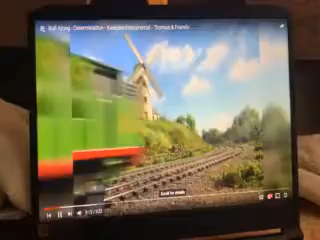 Roll Along - Determination - Karaoke Instrumental - Thomas & Friends
Scroll for details